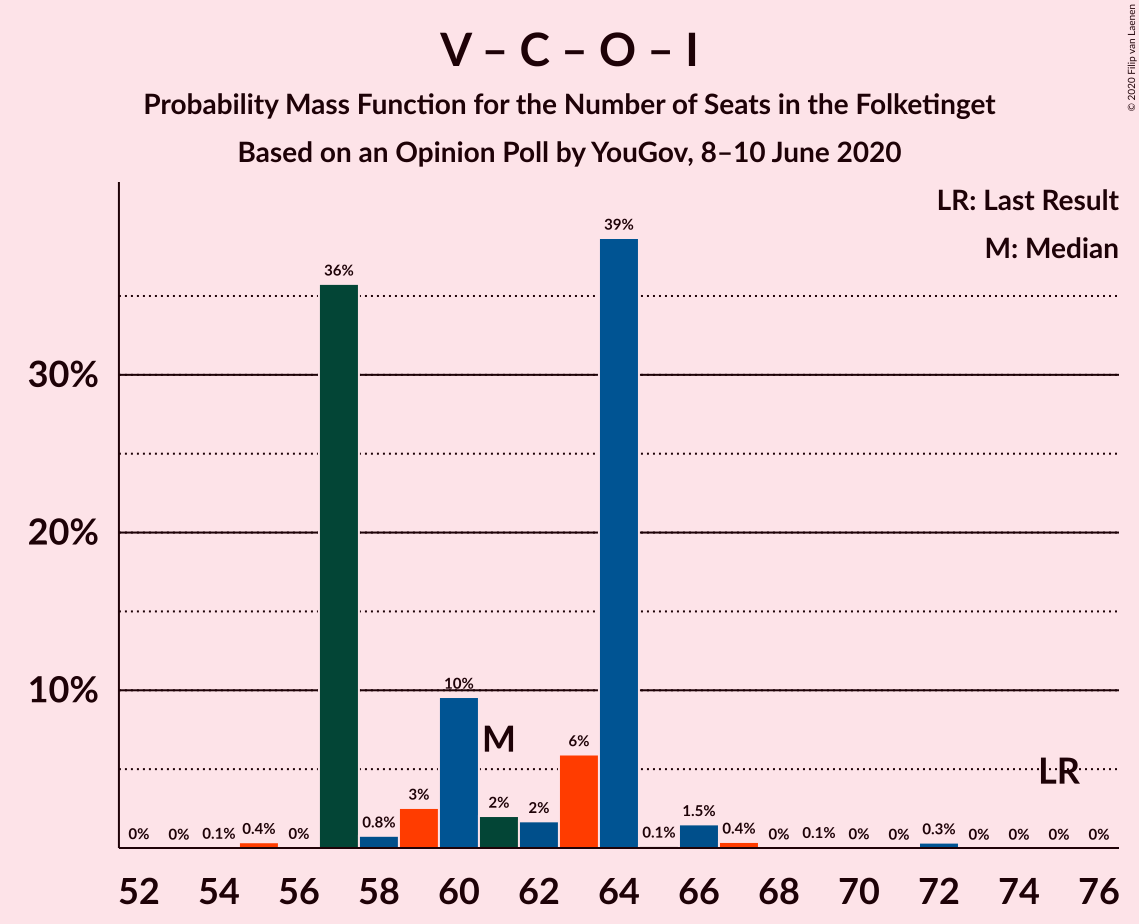 V – C – O – I
Probability Mass Function for the Number of Seats in the Folketinget
Based on an Opinion Poll by YouGov, 8–10 June 2020
© 2020 Filip van Laenen
LR: Last Result
M: Median
30%
20%
10%
0% 0% 0.1% 0.4% 0% 36% 0.8% 3% 10% 2% 2% 6% 39% 0.1% 1.5% 0.4% 0% 0.1% 0% 0% 0.3% 0% 0% 0% 0%
M
LR
52 54 56 58 60 62 64 66 68 70 72 74 76